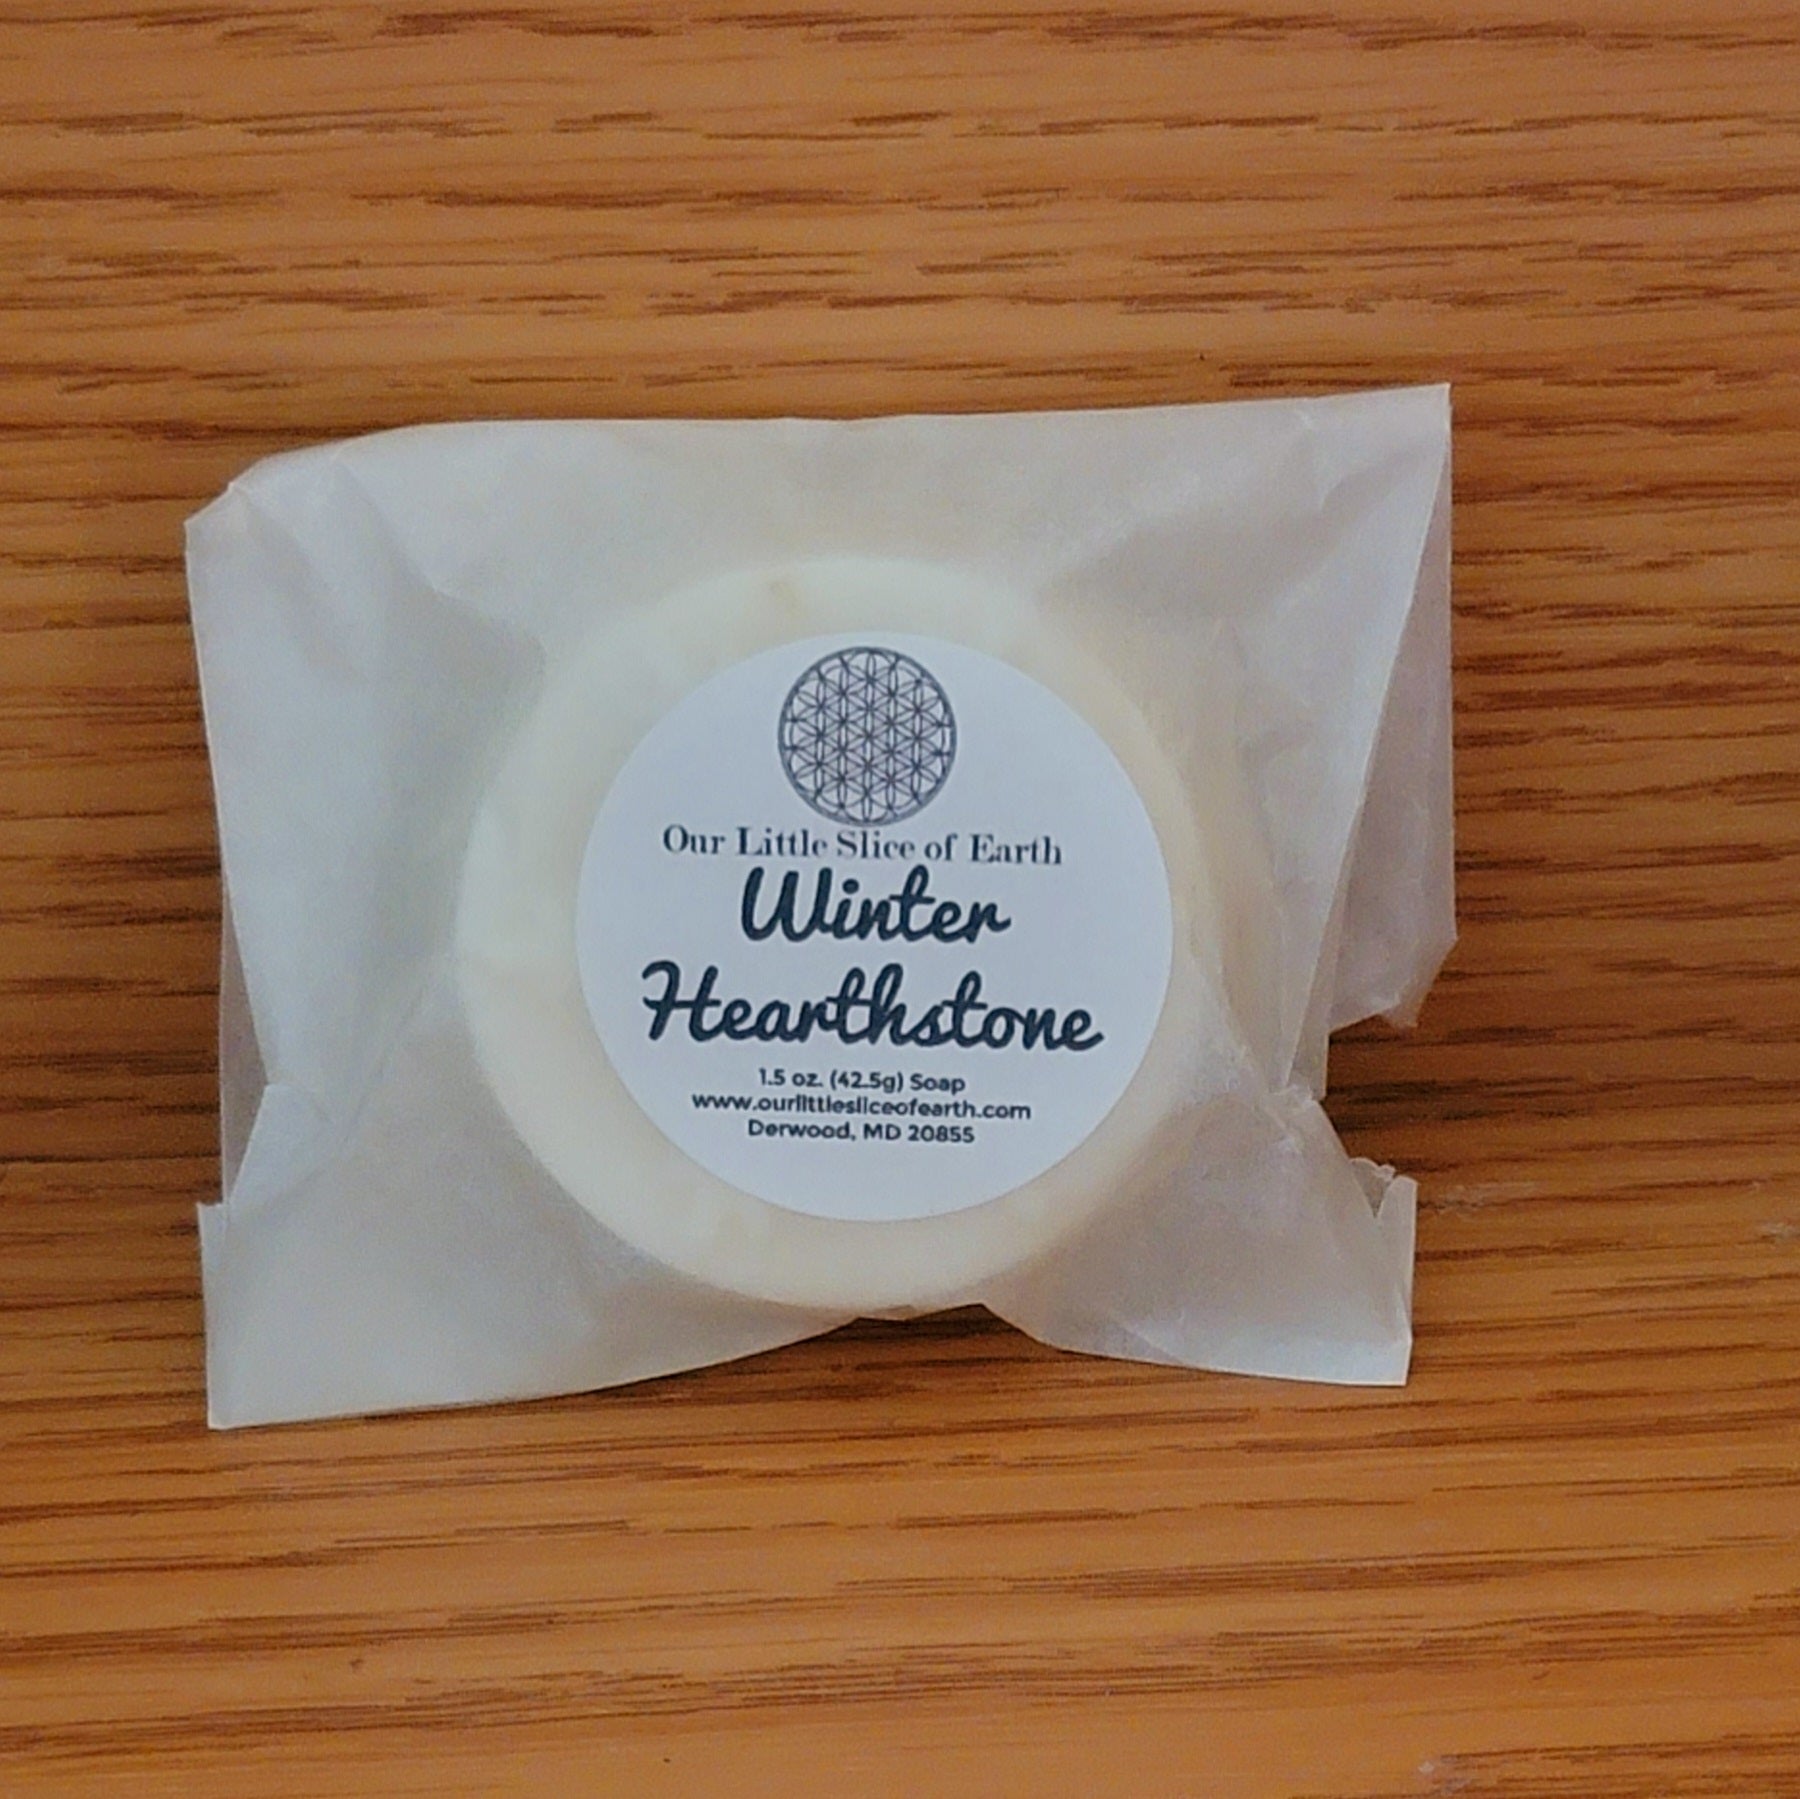 Our Little Slice of Earth
Winter
Hearthstone
1.5 oz. (42.5g) Soap
www.ourlittlesliceofearth.com
Derwood, MD 20855